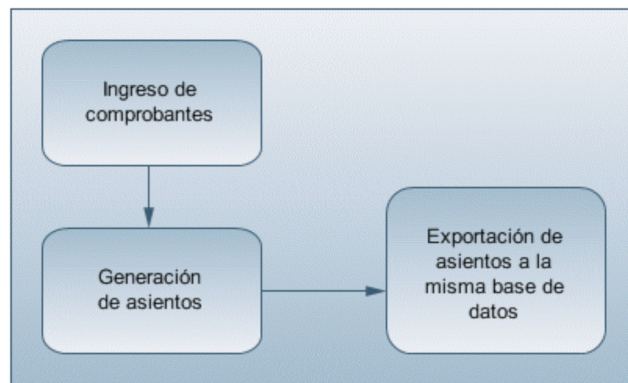 Ingreso de
comprobantes
Generación
de asientos
Exportación de
asientos a la
misma base de
datos